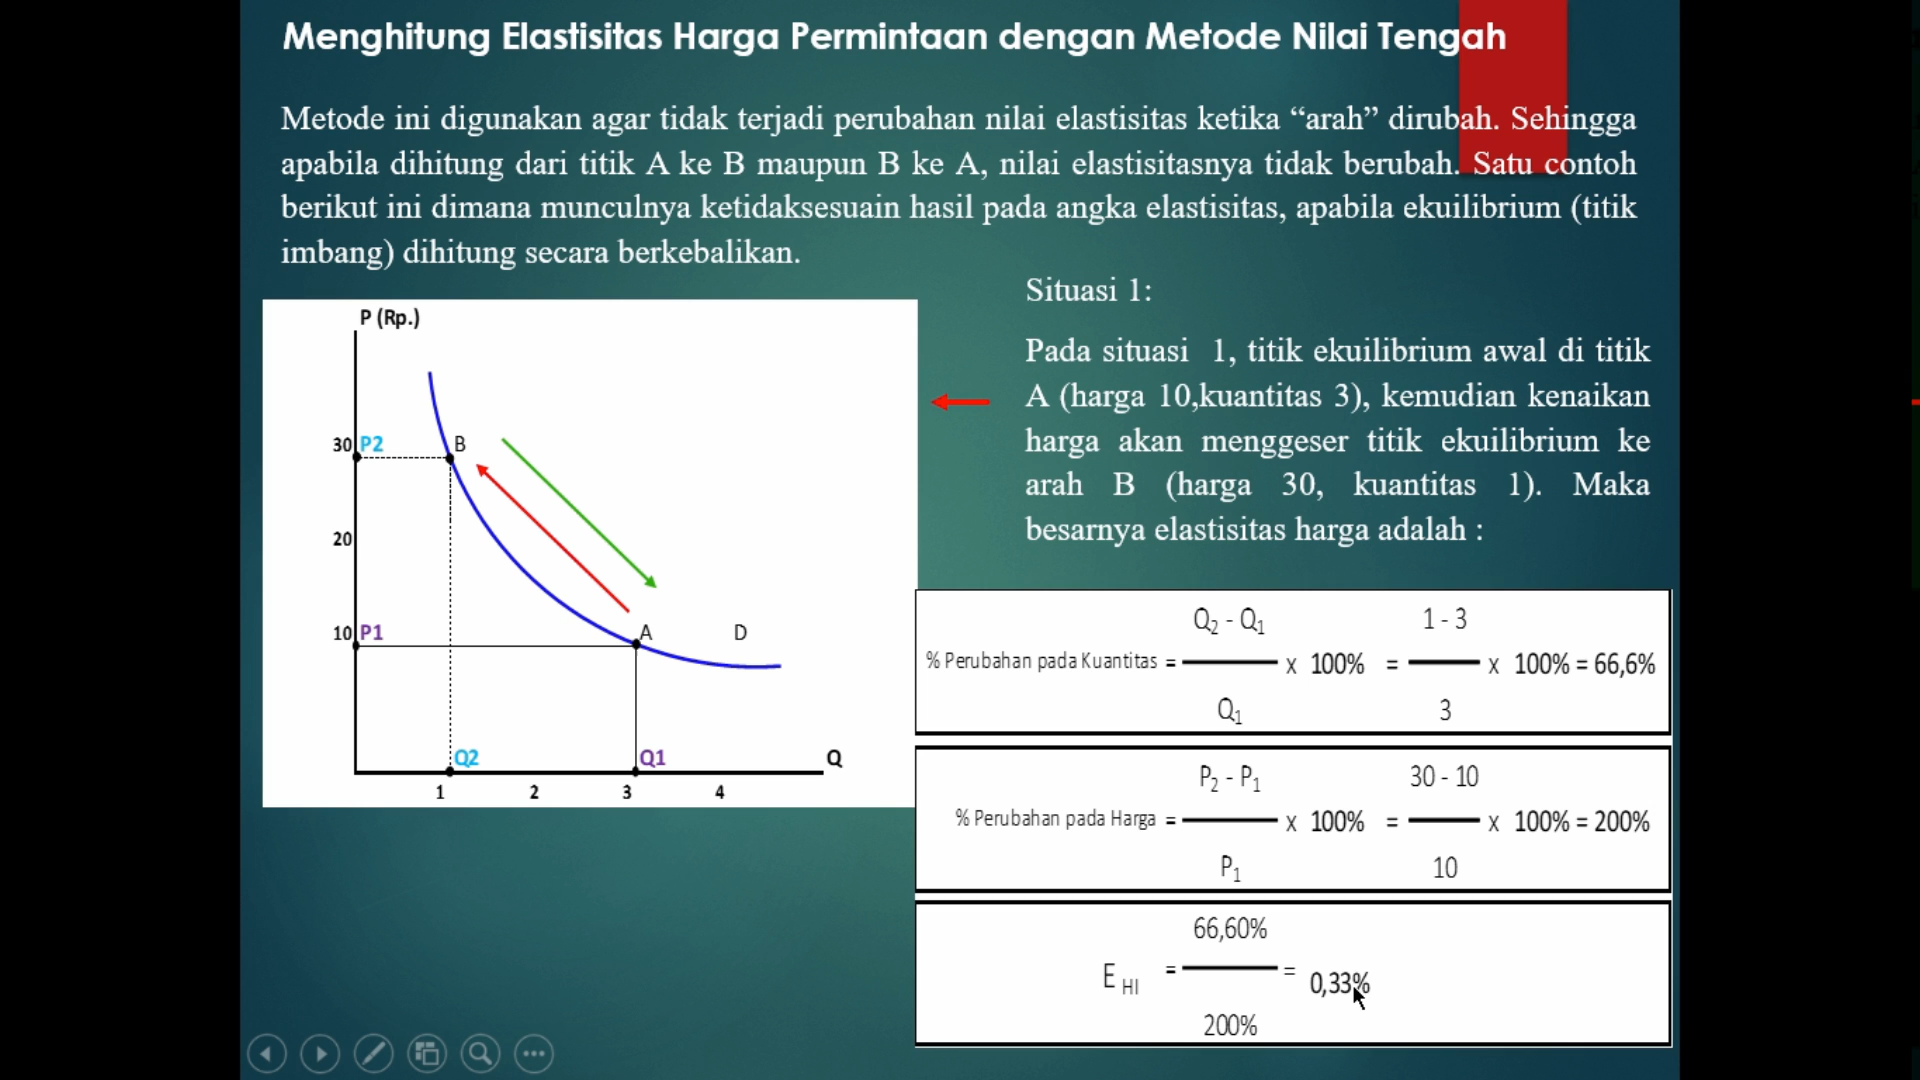 Menghitung Elastisitas Harga Permintaan dengan Metode Nilai Tengah
Metode ini digunakan agar tidak terjadi perubahan nilai elastisitas ketika “arah” dirubah. Sehingga
apabila dihitung dari titik A ke B maupun B ke A, nilai elastisitasnya tidak berubah. Satu contoh
berikut ini dimana munculnya ketidaksesuain hasil pada angka elastisitas, apabila ekuilibrium (titik
imbang) dihitung secara berkebalikan.
P (Rp.)
30 P2 B
20
10 P1 A D
Q2 Q1 Q
1 2 3 4
Situasi 1:
Pada situasi 1, titik ekuilibrium awal di titik
A (harga 10,kuantitas 3), kemudian kenaikan
harga akan menggeser titik ekuilibrium ke
arah B (harga 30, kuantitas 1). Maka
besarnya elastisitas harga adalah :
Q2 - Q1 1 - 3
% Perubahan pada Kuantitas = x 100% = x 100% = 66,6%
Q1 3
P2 - P1 30 - 10
% Perubahan pada Harga = x 100% = x 100% = 200%
P1 10
66,60%
E HI = = 0,33%
200%